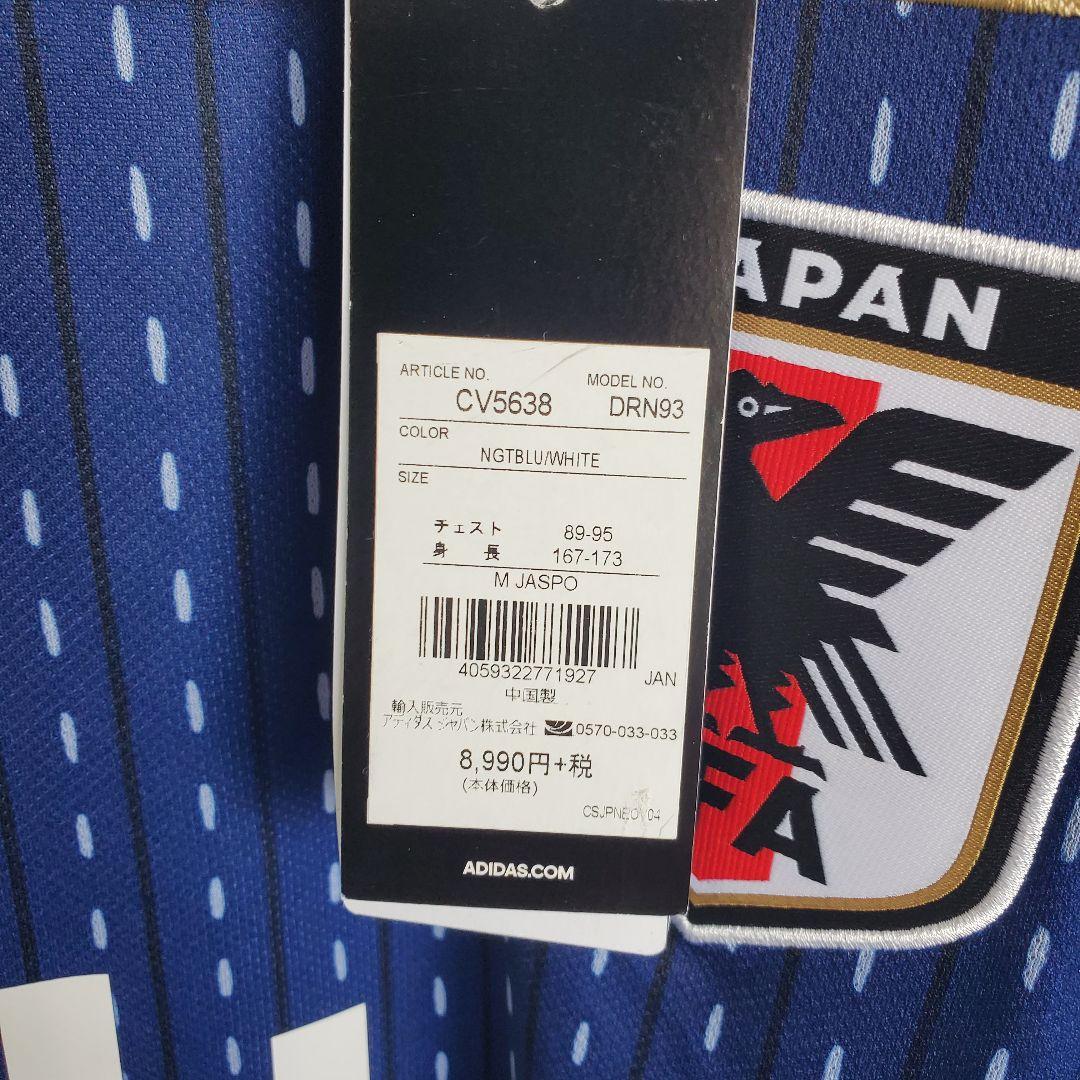 ARTICLE NO. MODEL NO.
CV5638 DRN93
COLOR
NGTBLU/WHITE
SIZE
チェスト 89-95
身長 167-173
M JASPO
4059322771927 JAN
中国製
輸入販売元
アディダス ジャパン株式会社 0570-033-033
8,990円+税
(本体価格)
ADIDAS.COM
APAN
FA